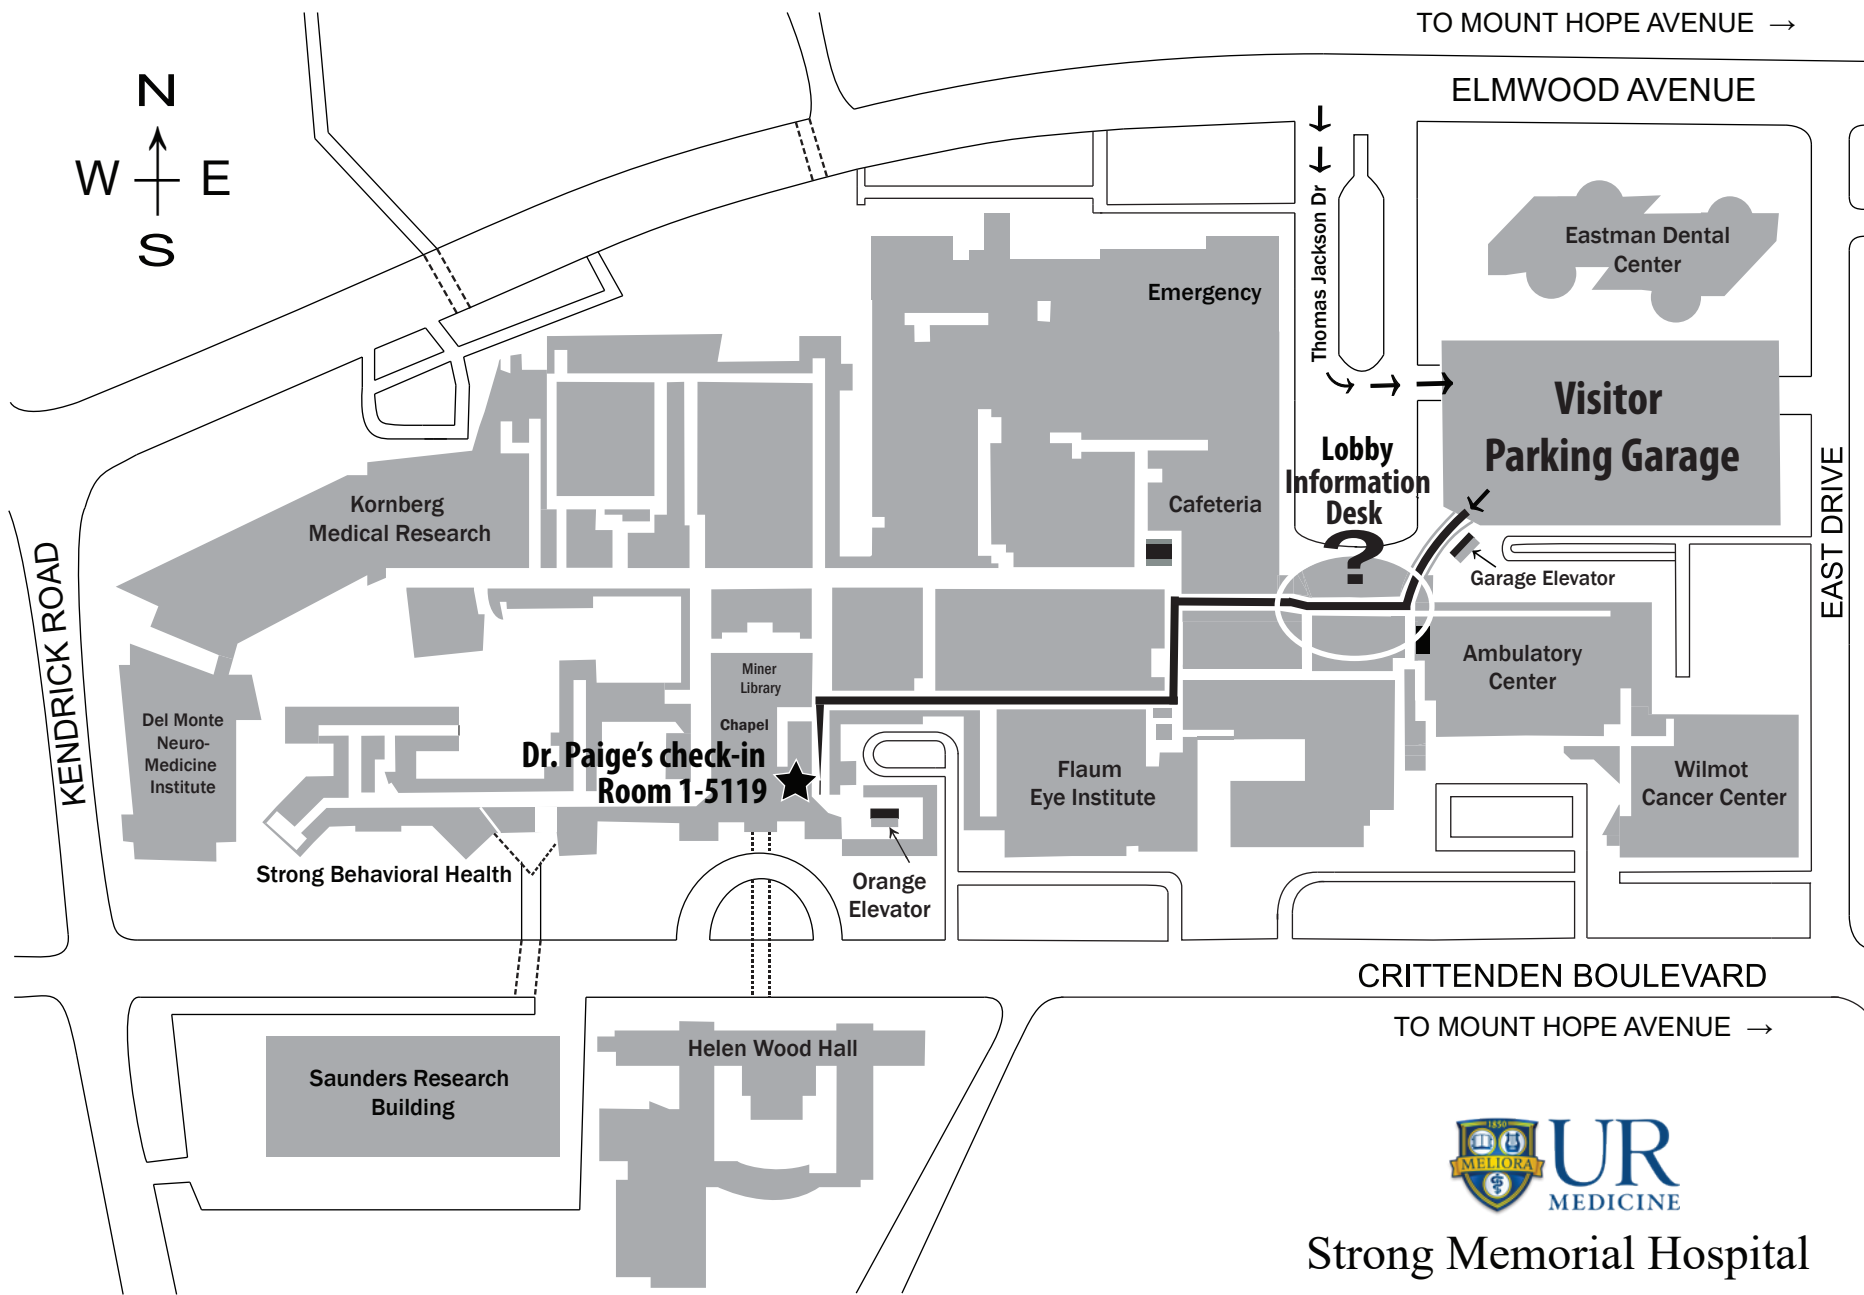 TO MOUNT HOPE AVENUE →
ELMWOOD AVENUE
N
W E
S
Thomas Jackson Dr
Eastman Dental
Center
Emergency
Visitor
Parking Garage
Lobby
Information
Desk
?
Cafeteria
Kornberg
Medical Research
Garage Elevator
EAST DRIVE
KENDRICK ROAD
Ambulatory
Center
Miner
Library
Chapel
Del Monte
Neuro-
Medicine
Institute
Dr. Paige’s check-in
Room 1-5119
Flaum
Eye Institute
Wilmot
Cancer Center
Strong Behavioral Health
Orange
Elevator
CRITTENDEN BOULEVARD
TO MOUNT HOPE AVENUE →
Helen Wood Hall
Saunders Research
Building
1850
MELIORA
UR
MEDICINE
Strong Memorial Hospital